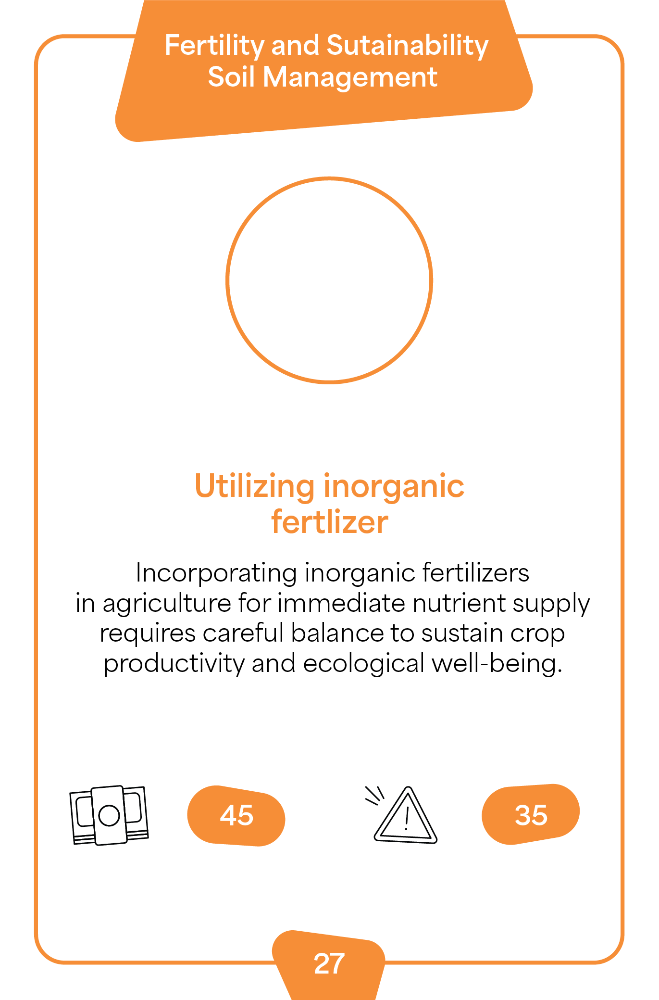 Fertility and Sutainability
Soil Management
Utilizing inorganic
fertlizer
Incorporating inorganic fertilizers
in agriculture for immediate nutrient supply
requires careful balance to sustain crop
productivity and ecological well-being.
45
35
27